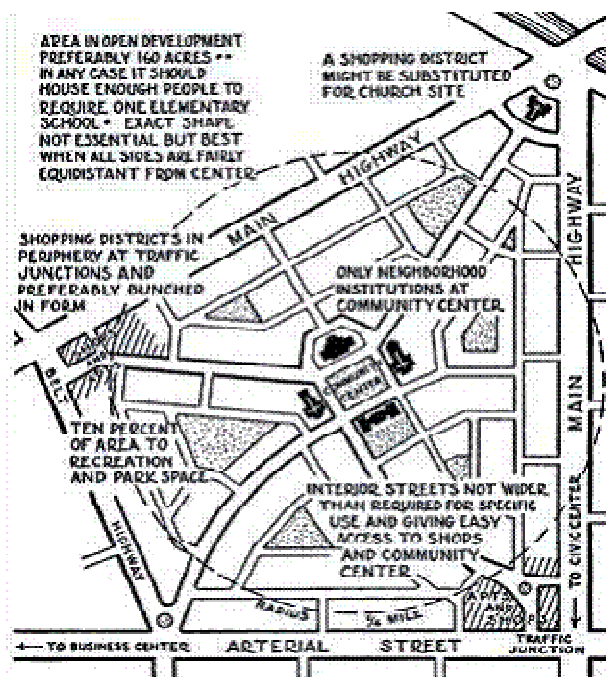 AREA IN OPEN DEVELOPMENT
PREFERABLY 160 ACRES ••
IN ANY CASE IT SHOULD
HOUSE ENOUGH PEOPLE TO
REQUIRE ONE ELEMENTARY
SCHOOL • EXACT SHAPE
NOT ESSENTIAL BUT BEST
WHEN ALL SIDES ARE FAIRLY
EQUIDISTANT FROM CENTER
A SHOPPING DISTRICT
MIGHT BE SUBSTITUTED
FOR CHURCH SITE
MAIN HIGHWAY
HIGHWAY
MAIN
SHOPPING DISTRICTS IN
PERIPHERY AT TRAFFIC
JUNCTIONS AND
PREFERABLY BUNCHED
IN FORM
ONLY NEIGHBORHOOD
INSTITUTIONS AT
COMMUNITY CENTER
COMMUNITY
CENTER
SHOPS
BELT
HIGHWAY
TEN PERCENT
OF AREA TO
RECREATION
AND PARK SPACE
INTERIOR STREETS NOT WIDER
THAN REQUIRED FOR SPECIFIC
USE AND GIVING EASY
ACCESS TO SHOPS
AND COMMUNITY
CENTER
TO CIVIC CENTER
RADIUS ¼ MILE
APTS
AND
SHOPS
TRAFFIC
JUNCTION
← TO BUSINESS CENTER ARTERIAL STREET